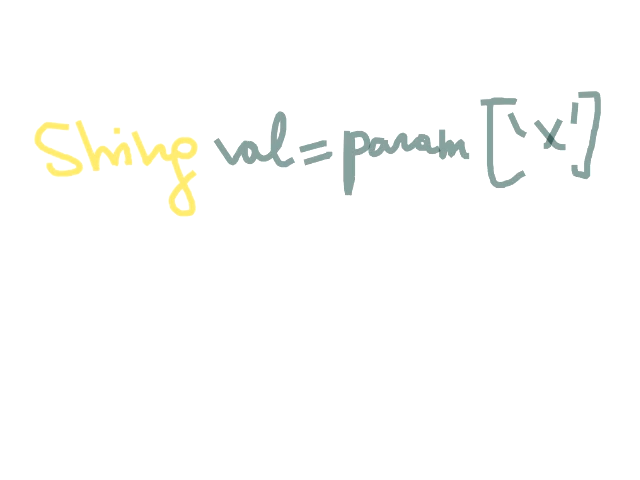 String val = param ['x']